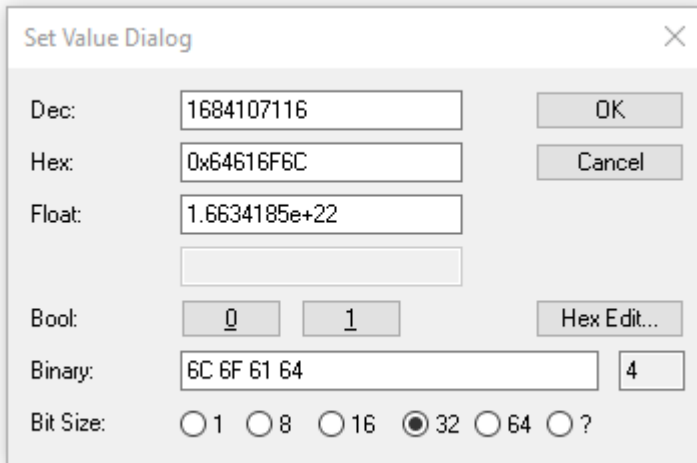 Set Value Dialog
Dec: 1684107116 OK
Hex: 0x64616F6C Cancel
Float: 1.6634185e+22
Bool: 0 1 Hex Edit...
Binary: 6C 6F 61 64 4
Bit Size: 1 8 16 32 64 ?